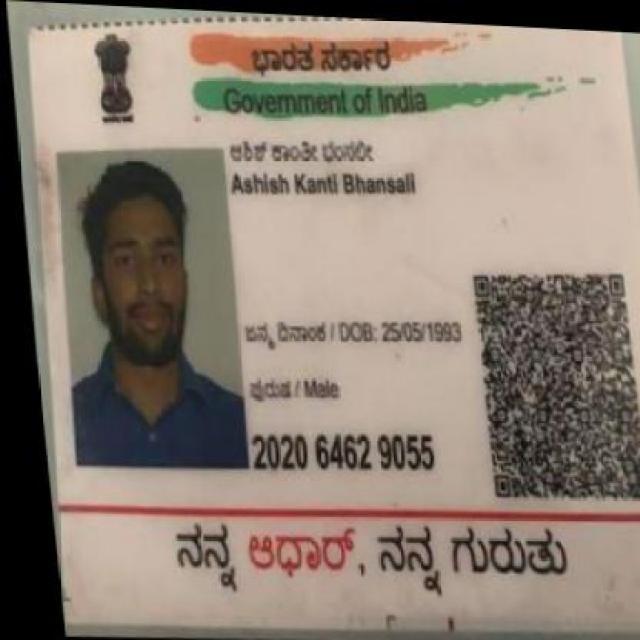 ಭಾರತ ಸರ್ಕಾರ
Government of India
ಆಶಿಶ್ ಕಾಂತೀ ಭಂಸಲೀ
Ashish Kanti Bhansali
ಜನ್ಮ ದಿನಾಂಕ / DOB: 25/05/1993
ಪುರುಷ / Male
2020 6462 9055
ನನ್ನ ಆಧಾರ್, ನನ್ನ ಗುರುತು